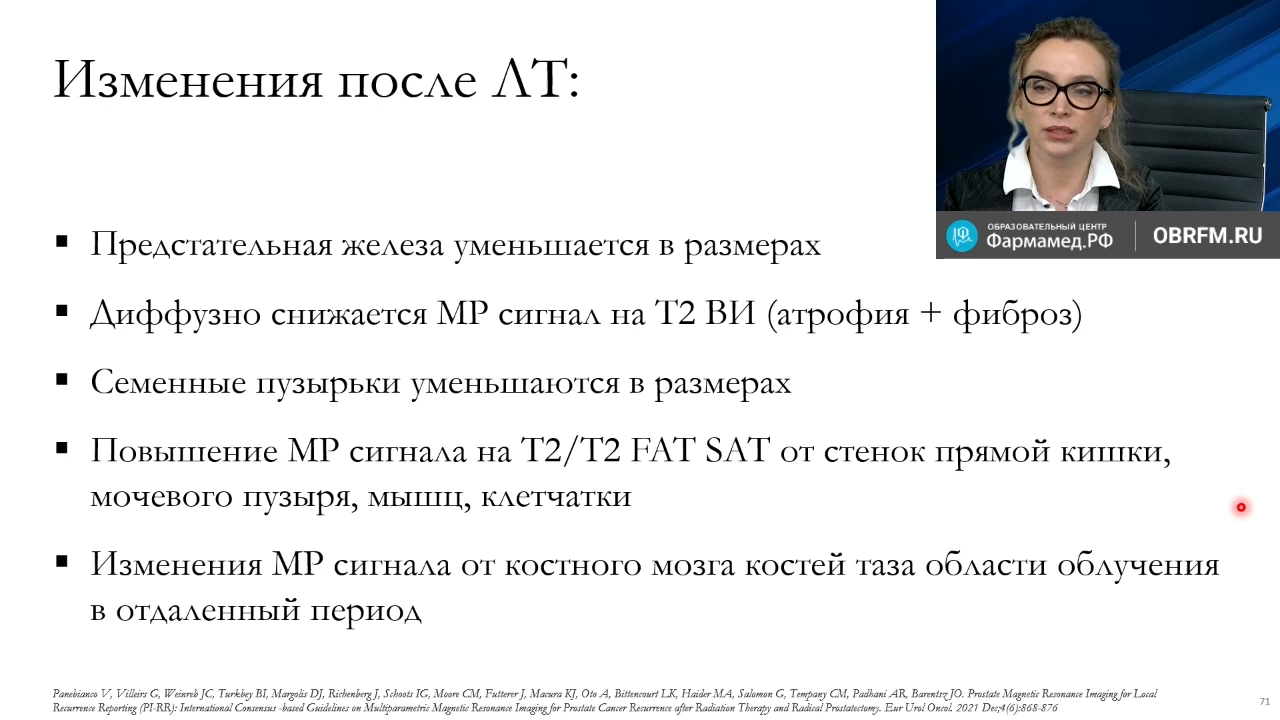 Изменения после ЛТ:
ОБРАЗОВАТЕЛЬНЫЙ ЦЕНТР
Фармамед.РФ
OBRFM.RU
▪ Предстательная железа уменьшается в размерах
▪ Диффузно снижается МР сигнал на Т2 ВИ (атрофия + фиброз)
▪ Семенные пузырьки уменьшаются в размерах
▪ Повышение МР сигнала на Т2/Т2 FAT SAT от стенок прямой кишки,
мочевого пузыря, мышц, клетчатки
▪ Изменения МР сигнала от костного мозга костей таза области облучения
в отдаленный период
Panebianco V, Villeirs G, Weinreb JC, Turkbey BI, Margolis DJ, Richenberg J, Schoots IG, Moore CM, Futterer J, Macura KJ, Oto A, Bittencourt LK, Haider MA, Salomon G, Tempany CM, Padhani AR, Barentsz JO. Prostate Magnetic Resonance Imaging for Local
Recurrence Reporting (PI-RR): International Consensus -based Guidelines on Multiparametric Magnetic Resonance Imaging for Prostate Cancer Recurrence after Radiation Therapy and Radical Prostatectomy. Eur Urol Oncol. 2021 Dec;4(6):868-876
71